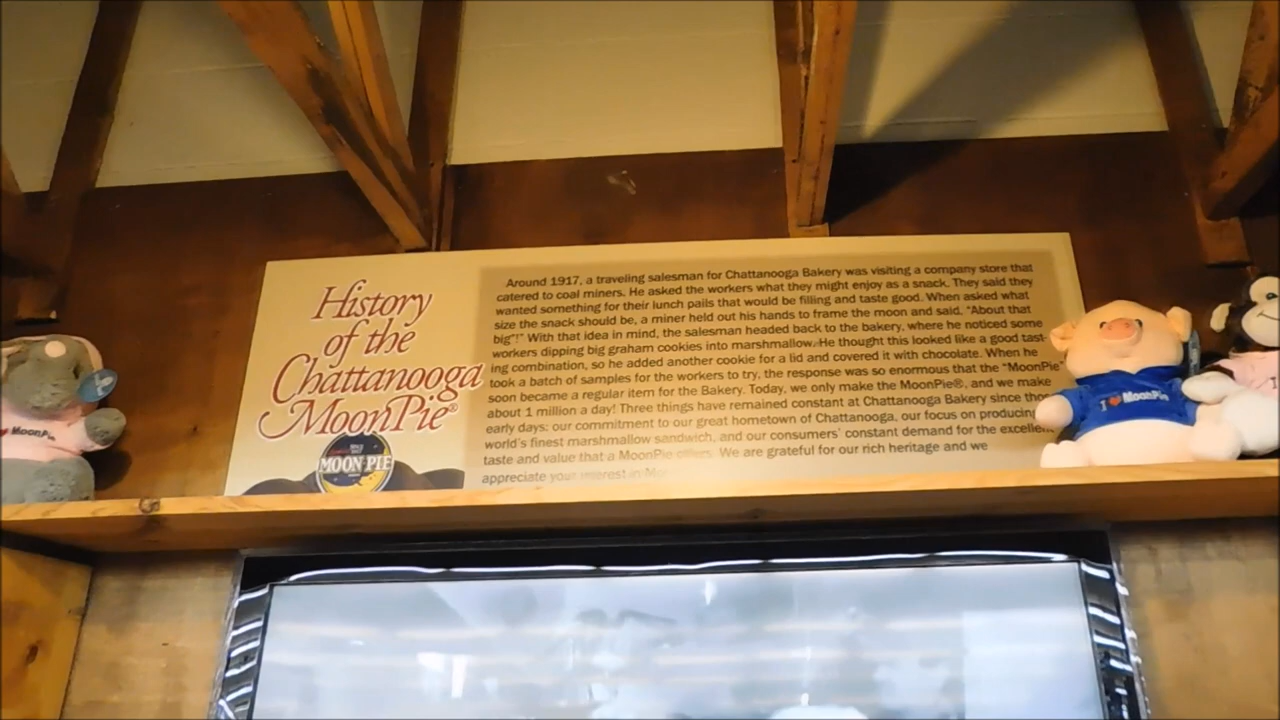 History
of the
Chattanooga
MoonPie®
MOON PIE
Around 1917, a traveling salesman for Chattanooga Bakery was visiting a company store that
catered to coal miners. He asked the workers what they might enjoy as a snack. They said they
wanted something for their lunch pails that would be filling and taste good. When asked what
size the snack should be, a miner held out his hands to frame the moon and said, "About that
big"!" With that idea in mind, the salesman headed back to the bakery, where he noticed some
workers dipping big graham cookies into marshmallow. He thought this looked like a good tast-
ing combination, so he added another cookie for a lid and covered it with chocolate. When he
took a batch of samples for the workers to try, the response was so enormous that the "MoonPie"
soon became a regular item for the Bakery. Today, we only make the MoonPie®, and we make
about 1 million a day! Three things have remained constant at Chattanooga Bakery since
early days: our commitment to our great hometown of Chattanooga, our focus on producing
world's finest marshmallow sandwich, and our consumers' constant demand for the
taste and value that a MoonPie offers. We are grateful for our rich heritage and we
appreciate your interest in
MoonPie
I ❤ MoonPie